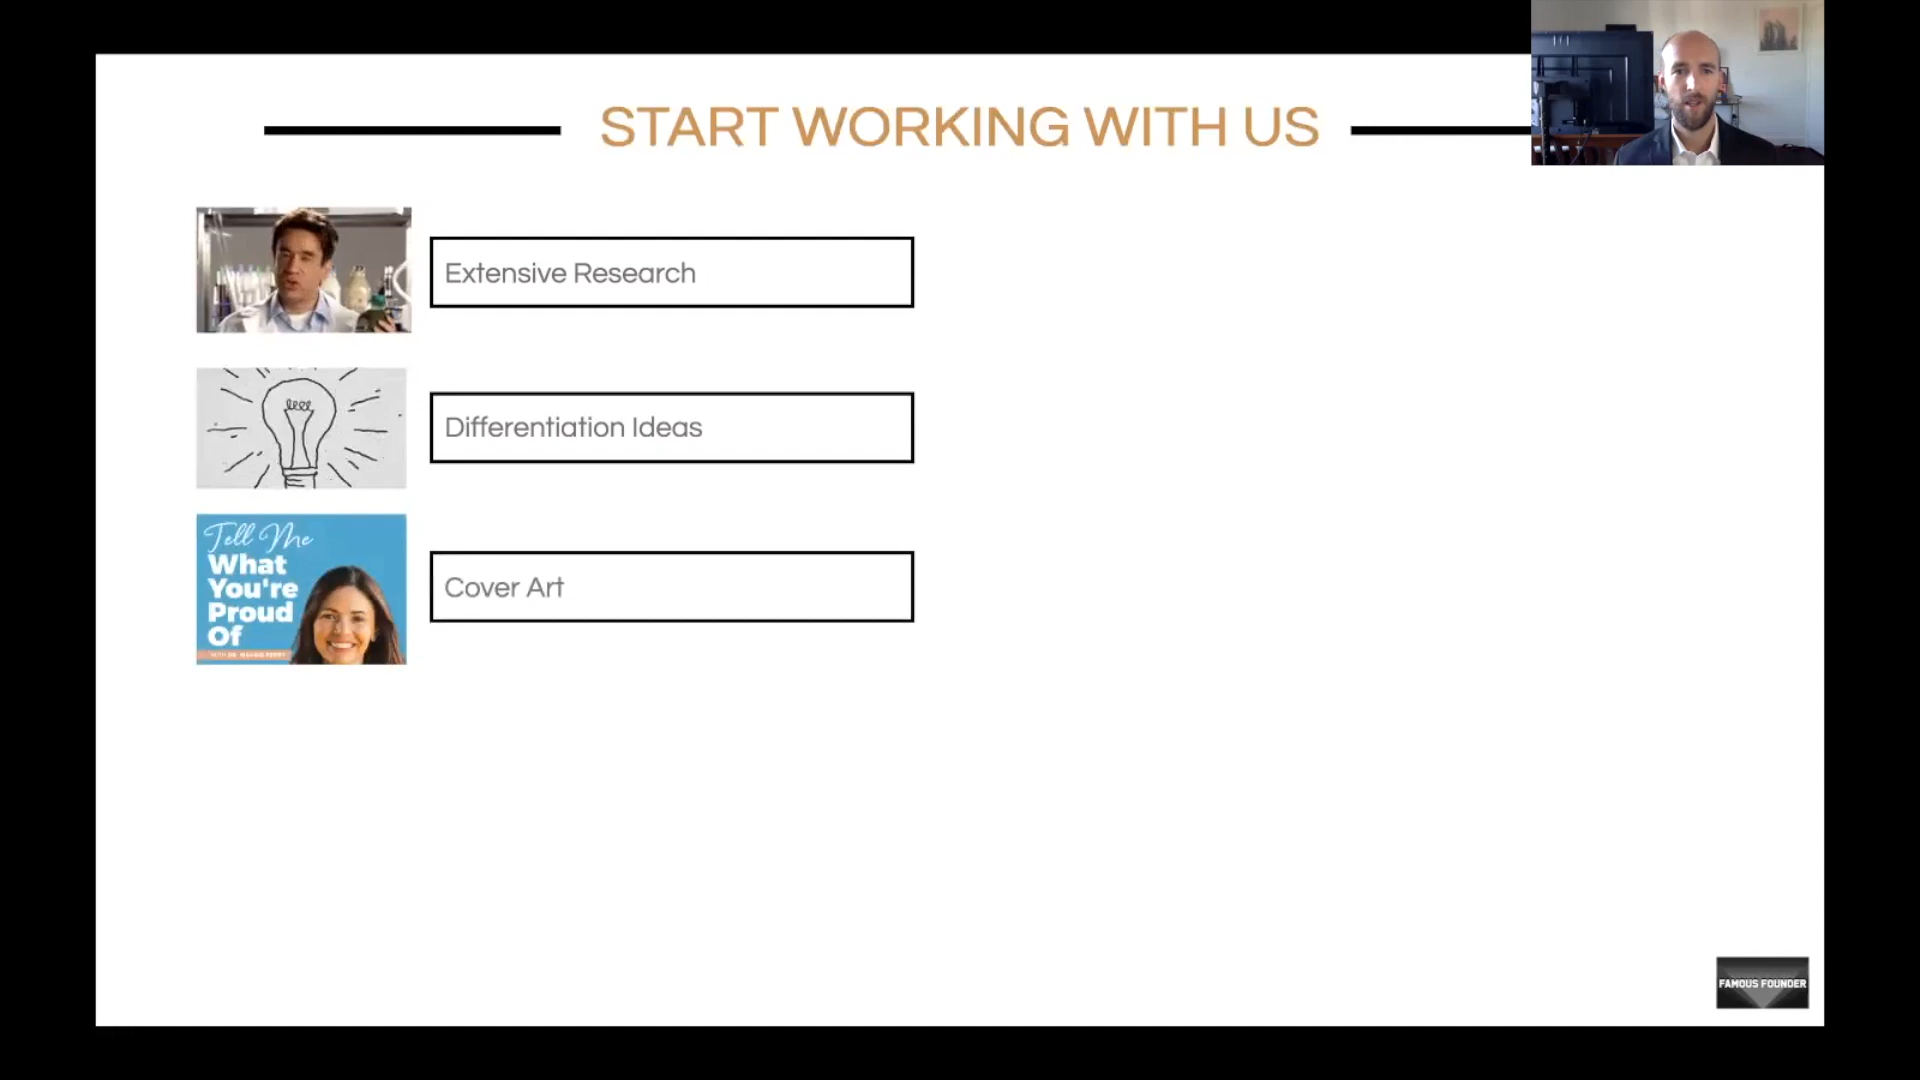 START WORKING WITH US
Extensive Research
Differentiation Ideas
Tell Me
What
You're
Proud
Of
Cover Art
FAMOUS FOUNDER